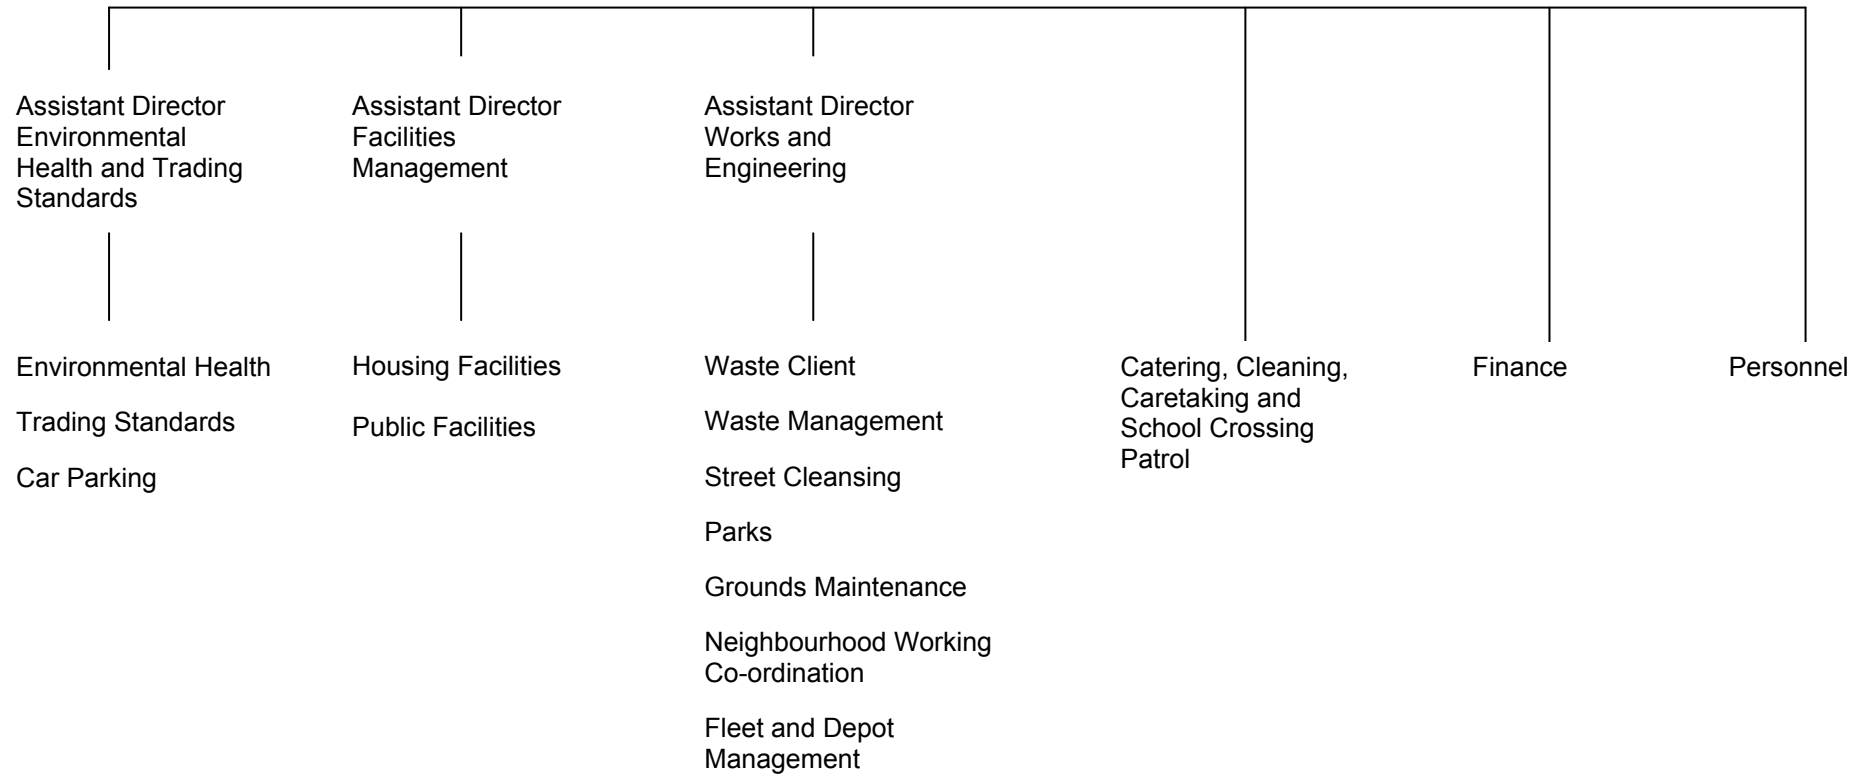 Assistant Director
Environmental
Health and Trading
Standards
Assistant Director
Facilities
Management
Assistant Director
Works and
Engineering
Environmental Health
Trading Standards
Car Parking
Housing Facilities
Public Facilities
Waste Client
Waste Management
Street Cleansing
Parks
Grounds Maintenance
Neighbourhood Working
Co-ordination
Fleet and Depot
Management
Catering, Cleaning,
Caretaking and
School Crossing
Patrol
Finance
Personnel